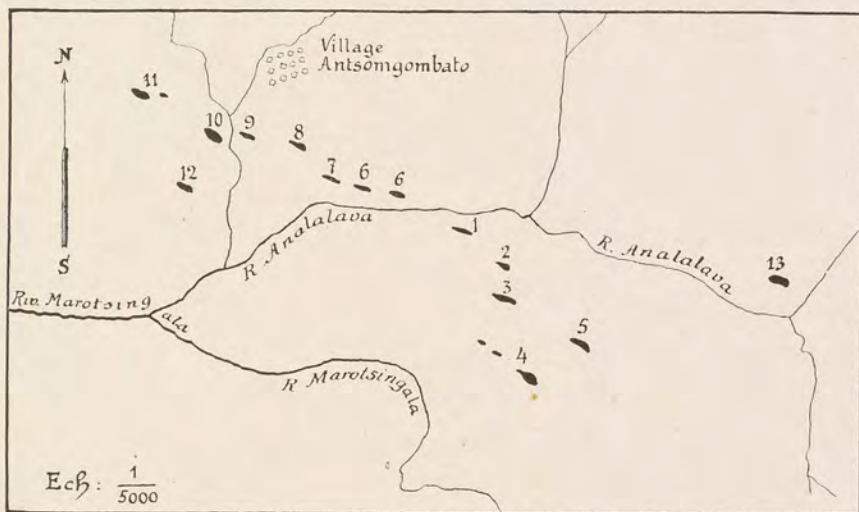 Village
Antsomgombato
N
11
10
9
8
12
7
6
6
S
1
R. Analalava
2
R. Analalava
13
3
Riv. Marotsing
ala
5
4
R Marotsingala
Ech: 1
5000